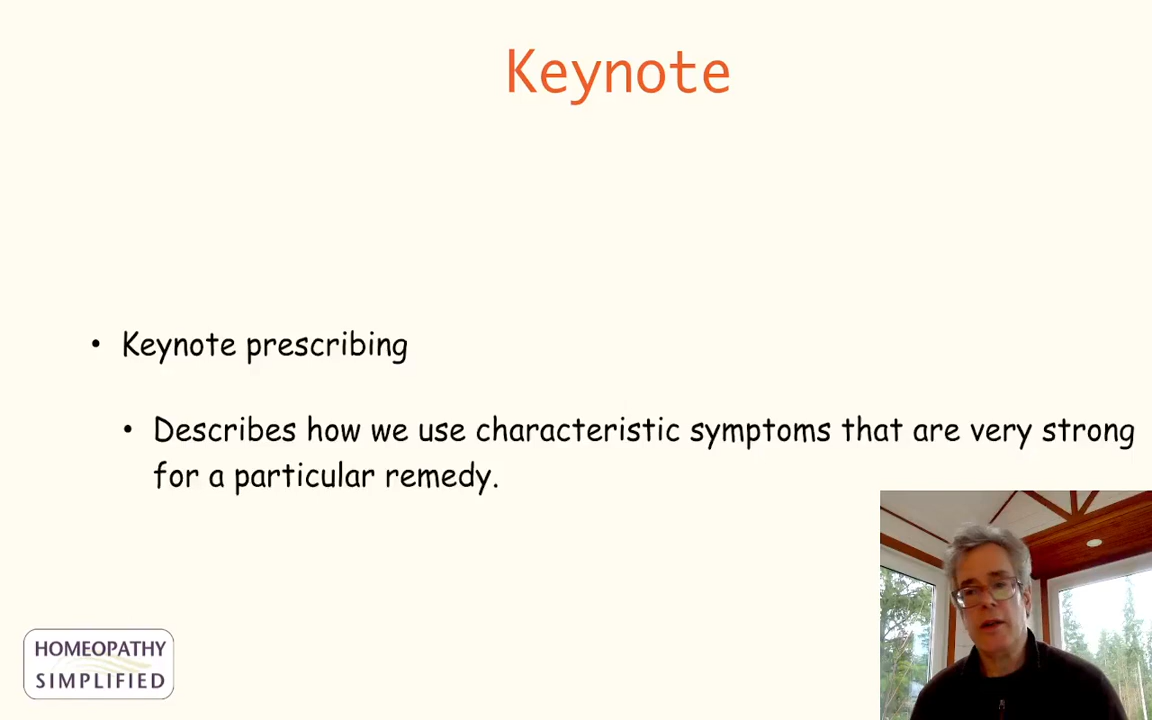 Keynote
• Keynote prescribing
• Describes how we use characteristic symptoms that are very strong
for a particular remedy.
HOMEOPATHY
SIMPLIFIED